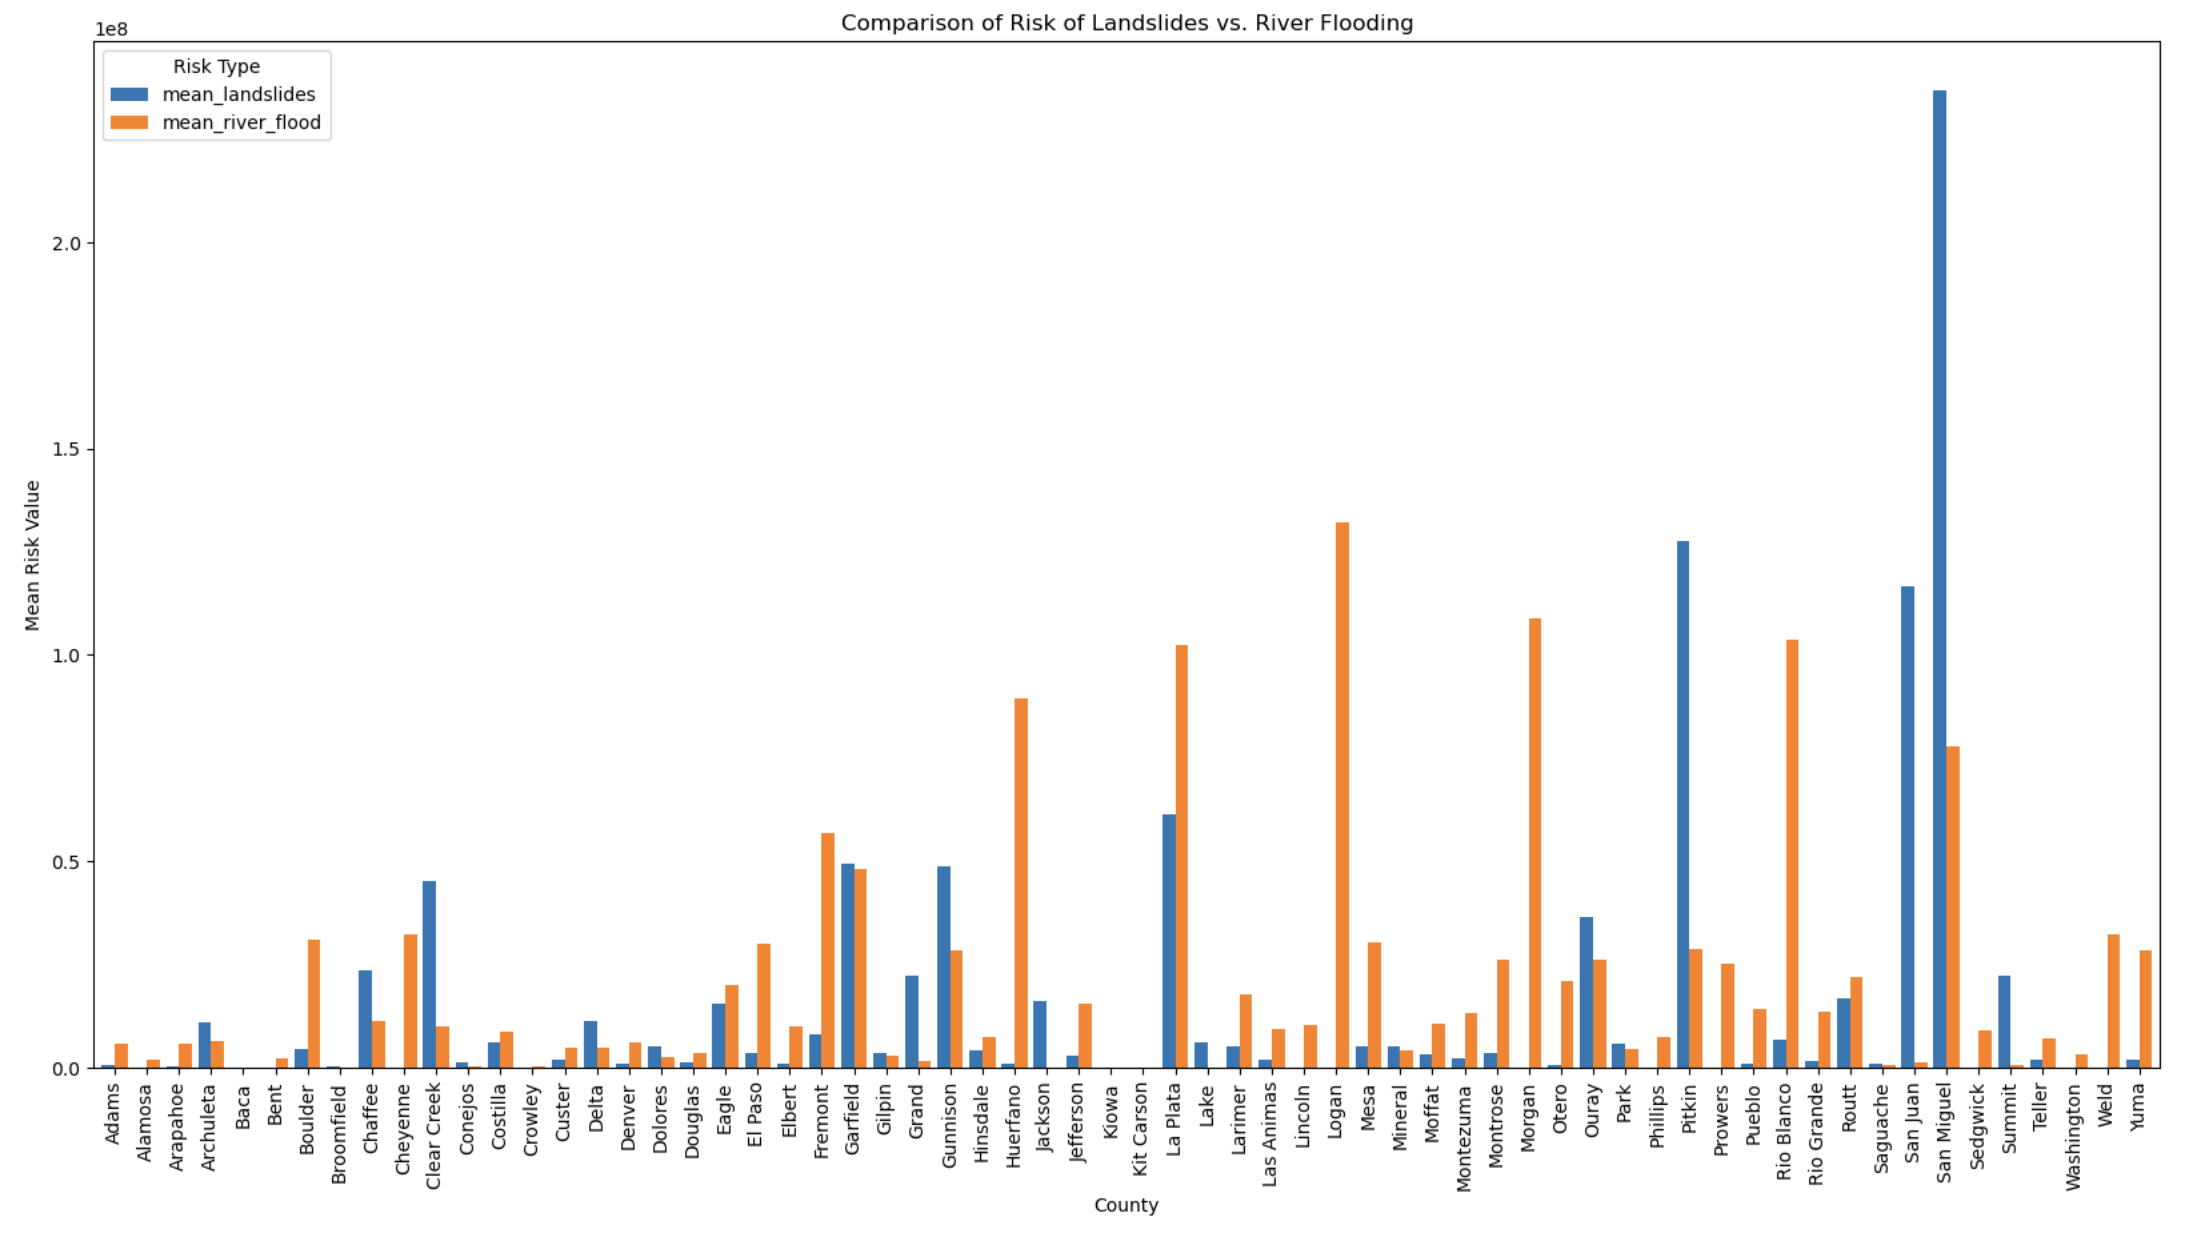 Comparison of Risk of Landslides vs. River Flooding
1e8
Risk Type
mean_landslides
mean_river_flood
2.0
1.5
1.0
0.5
0.0
Mean Risk Value
Adams
Alamosa
Arapahoe
Archuleta
Baca
Bent
Boulder
Broomfield
Chaffee
Cheyenne
Clear Creek
Conejos
Costilla
Crowley
Custer
Delta
Denver
Dolores
Douglas
Eagle
El Paso
Elbert
Fremont
Garfield
Gilpin
Grand
Gunnison
Hinsdale
Huerfano
Jackson
Jefferson
Kiowa
Kit Carson
La Plata
Lake
Larimer
Las Animas
Lincoln
Logan
Mesa
Mineral
Moffat
Montezuma
Montrose
Morgan
Otero
Ouray
Park
Phillips
Pitkin
Prowers
Pueblo
Rio Blanco
Rio Grande
Routt
Saguache
San Juan
San Miguel
Sedgwick
Summit
Teller
Washington
Weld
Yuma
County